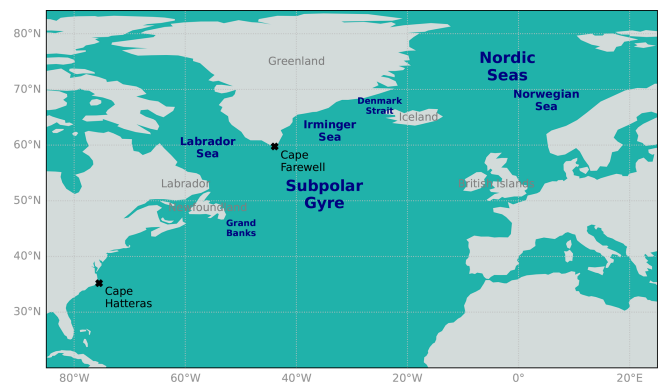 80°N
Nordic
Seas
Greenland
70°N
Norwegian
Sea
Denmark
Strait
Iceland
Irminger
Sea
60°N
Labrador
Sea
Cape
Farewell
Labrador
Subpolar
Gyre
British Islands
50°N
Newfoundland
Grand
Banks
40°N
Cape
Hatteras
30°N
80°W
60°W
40°W
20°W
0°
20°E